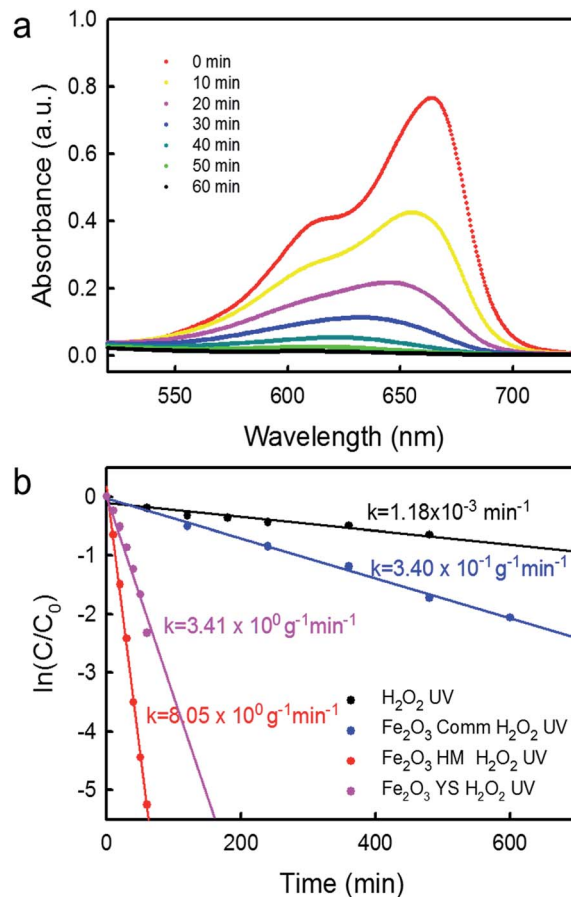 a
1.0
0.8
0.6
0.4
0.2
0.0
Absorbance (a.u.)
0 min
10 min
20 min
30 min
40 min
50 min
60 min
550 600 650 700
Wavelength (nm)
b
0
-1
-2
-3
-4
-5
ln(C/C₀)
k=1.18x10⁻³ min⁻¹
k=3.40 x 10⁻¹ g⁻¹min⁻¹
k=3.41 x 10⁰ g⁻¹min⁻¹
k=8.05 x 10⁰ g⁻¹min⁻¹
H₂O₂ UV
Fe₂O₃ Comm H₂O₂ UV
Fe₂O₃ HM H₂O₂ UV
Fe₂O₃ YS H₂O₂ UV
0 200 400 600
Time (min)